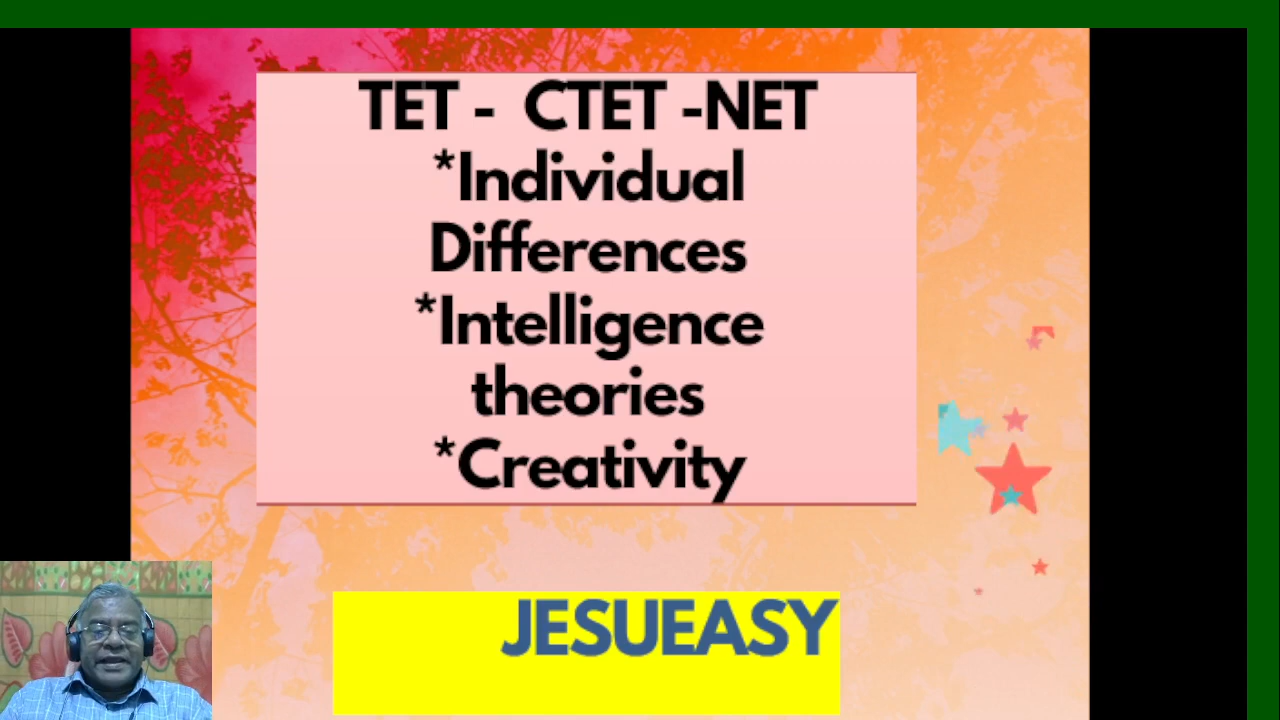 TET - CTET -NET
*Individual
Differences
*Intelligence
theories
*Creativity
JESUEASY